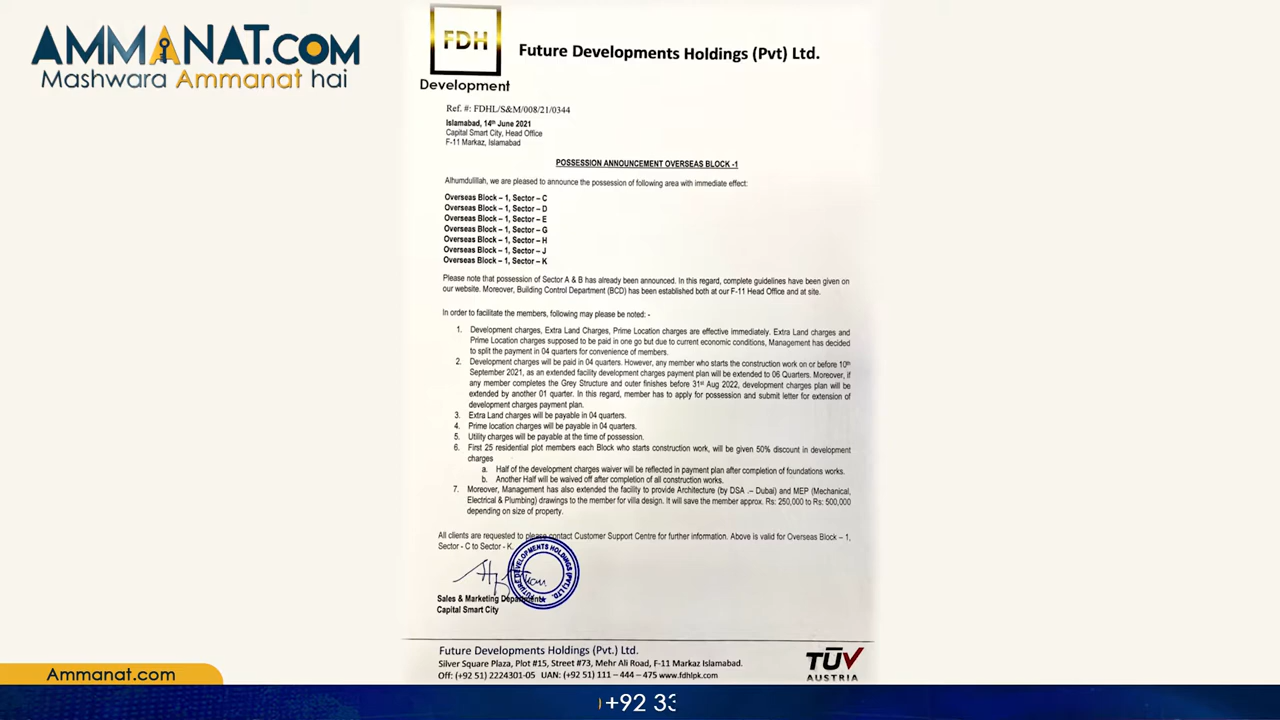 AMMANAT.COM
Mashwara Ammanat hai
FDH
Development
Future Developments Holdings (Pvt) Ltd.
Ref. #: FDHL/S&M/008/21/0344
Islamabad, 14th June 2021
Capital Smart City, Head Office
F-11 Markaz, Islamabad
POSSESSION ANNOUNCEMENT OVERSEAS BLOCK -1
Alhumdulillah, we are pleased to announce the possession of following area with immediate effect:
Overseas Block – 1, Sector – C
Overseas Block – 1, Sector – D
Overseas Block – 1, Sector – E
Overseas Block – 1, Sector – G
Overseas Block – 1, Sector – H
Overseas Block – 1, Sector – J
Overseas Block – 1, Sector – K
Please note that possession of Sector A & B has already been announced. In this regard, complete guidelines have been given on
our website. Moreover, Building Control Department (BCD) has been established both at our F-11 Head Office and at site.
In order to facilitate the members, following may please be noted: -
1. Development charges, Extra Land Charges, Prime Location charges are effective immediately. Extra Land charges and
Prime Location charges supposed to be paid in one go but due to current economic conditions, Management has decided
to split the payment in 04 quarters for convenience of members.
2. Development charges will be paid in 04 quarters. However, any member who starts the construction work on or before 10th
September 2021, as an extended facility development charges payment plan will be extended to 06 Quarters. Moreover, if
any member completes the Grey Structure and outer finishes before 31st Aug 2022, development charges plan will be
extended by another 01 quarter. In this regard, member has to apply for possession and submit letter for extension of
development charges payment plan.
3. Extra Land charges will be payable in 04 quarters.
4. Prime location charges will be payable in 04 quarters.
5. Utility charges will be payable at the time of possession.
6. First 25 residential plot members each Block who starts construction work, will be given 50% discount in development
charges
a. Half of the development charges waiver will be reflected in payment plan after completion of foundations works.
b. Another Half will be waived off after completion of all construction works.
7. Moreover, Management has also extended the facility to provide Architecture (by DSA .– Dubai) and MEP (Mechanical,
Electrical & Plumbing) drawings to the member for villa design. It will save the member approx. Rs: 250,000 to Rs: 500,000
depending on size of property.
All clients are requested to please contact Customer Support Centre for further information. Above is valid for Overseas Block – 1,
Sector - C to Sector - K.
FUTURE DEVELOPMENTS HOLDINGS (PVT.) LTD.
Sales & Marketing Department
Capital Smart City
Future Developments Holdings (Pvt.) Ltd.
Silver Square Plaza, Plot #15, Street #73, Mehr Ali Road, F-11 Markaz Islamabad.
Off: (+92 51) 2224301-05 UAN: (+92 51) 111 – 444 – 475 www.fdhlpk.com
TÜV
AUSTRIA
Ammanat.com
+92 33